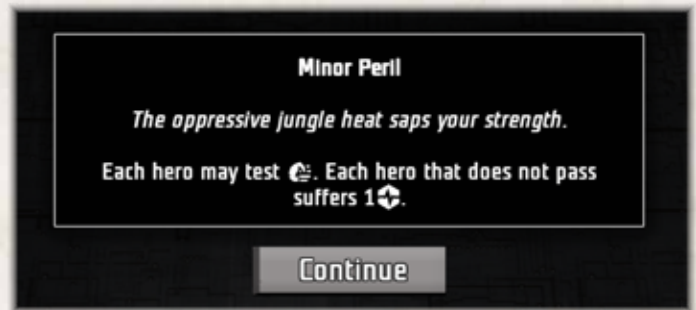 Minor Peril
The oppressive jungle heat saps your strength.
Each hero may test . Each hero that does not pass
suffers 1.
Continue